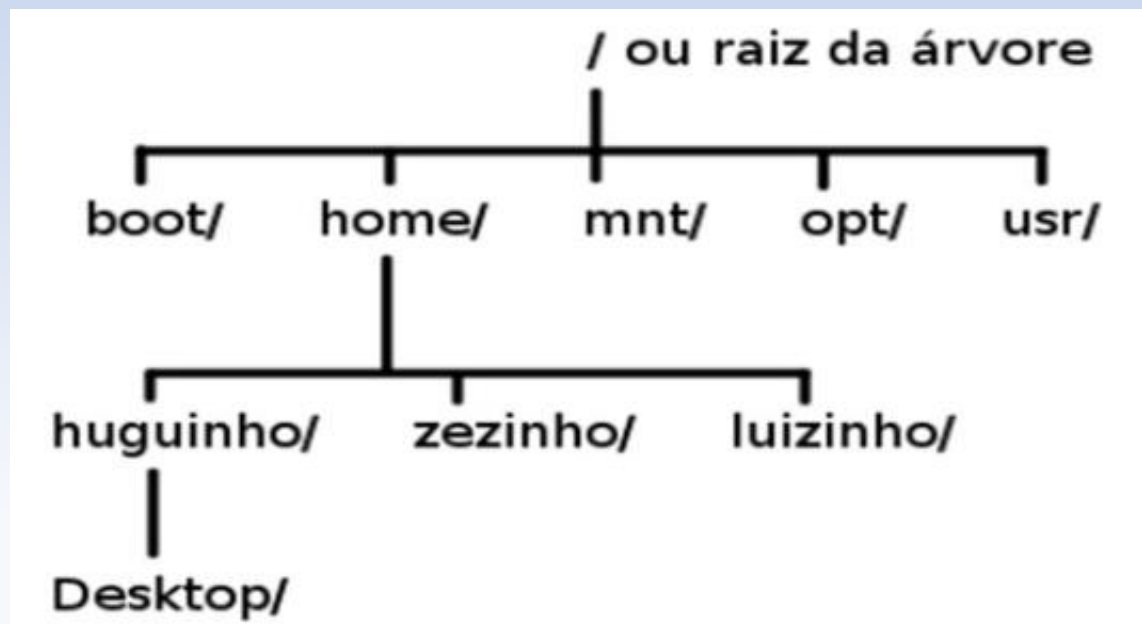 / ou raiz da árvore
boot/ home/ mnt/ opt/ usr/
huguinho/ zezinho/ luizinho/
Desktop/